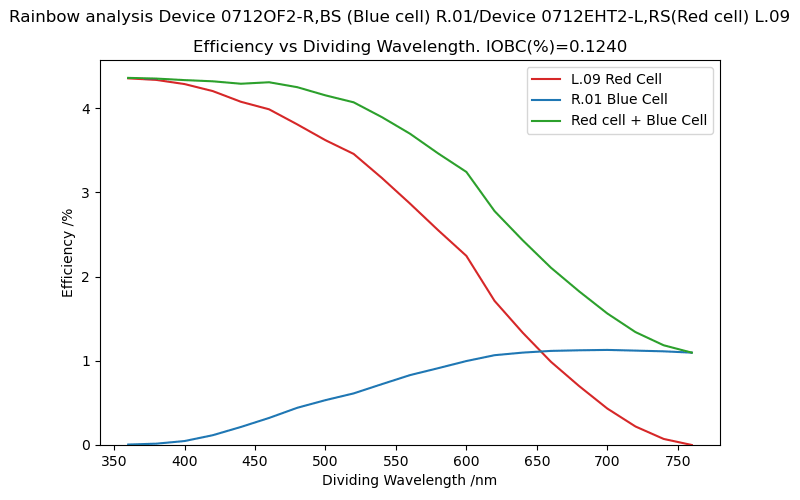 Rainbow analysis Device 0712OF2-R,BS (Blue cell) R.01/Device 0712EHT2-L,RS(Red cell) L.09
Efficiency vs Dividing Wavelength. IOBC(%)=0.1240
L.09 Red Cell
R.01 Blue Cell
Red cell + Blue Cell
Efficiency /%
4
3
2
1
0
350 400 450 500 550 600 650 700 750
Dividing Wavelength /nm